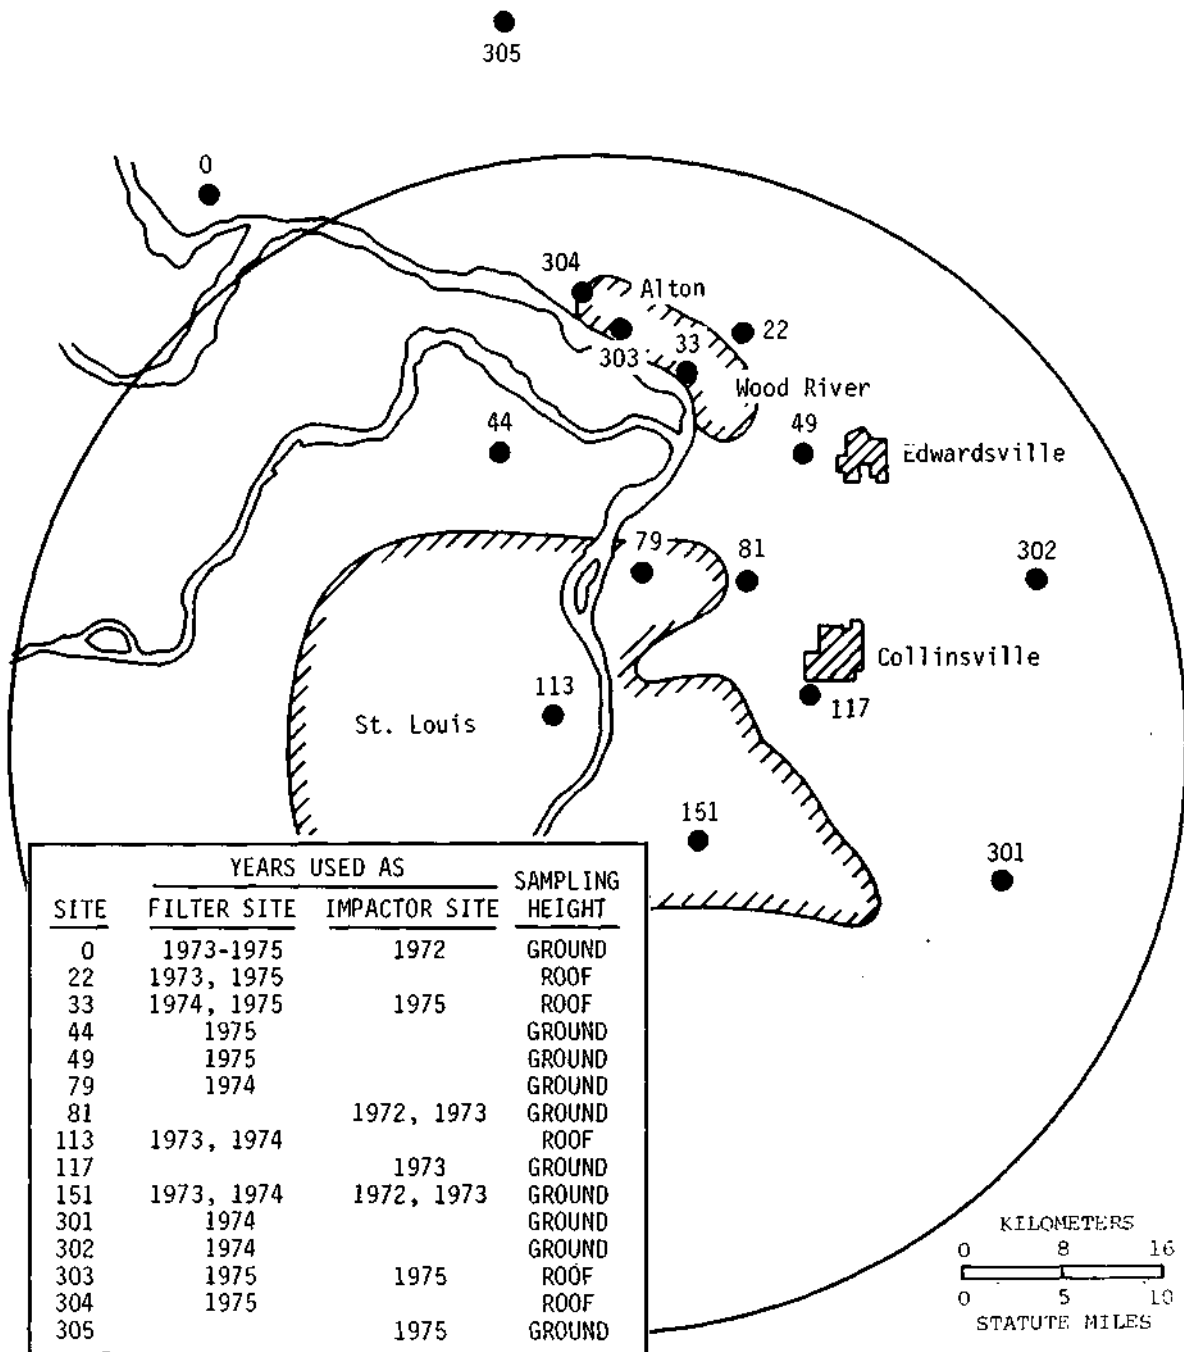 305
0
304
Alton
22
303
33
Wood River
44
49
Edwardsville
79
81
302
Collinsville
113
117
St. Louis
151
301
YEARS USED AS
SAMPLING
SITE FILTER SITE IMPACTOR SITE HEIGHT
0 1973-1975 1972 GROUND
22 1973, 1975 ROOF
33 1974, 1975 1975 ROOF
44 1975 GROUND
49 1975 GROUND
79 1974 GROUND
81 1972, 1973 GROUND
113 1973, 1974 ROOF
117 1973 GROUND
151 1973, 1974 1972, 1973 GROUND
301 1974 GROUND
302 1974 GROUND
303 1975 1975 ROOF
304 1975 ROOF
305 1975 GROUND
KILOMETERS
0 8 16
0 5 10
STATUTE MILES